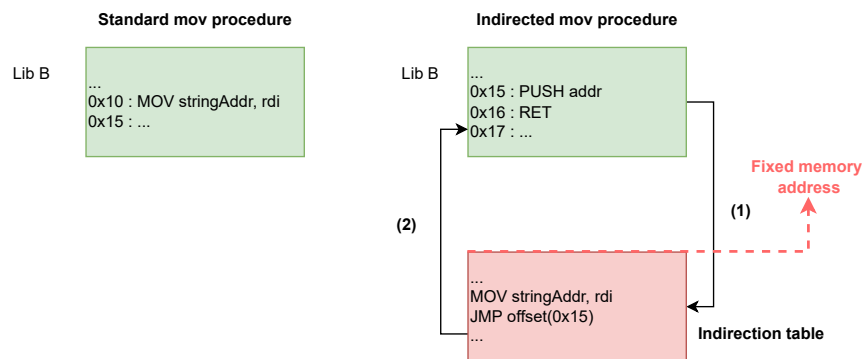 Standard mov procedure
Lib B
...
0x10 : MOV stringAddr, rdi
0x15 : ...
Indirected mov procedure
Lib B
...
0x15 : PUSH addr
0x16 : RET
0x17 : ...
Fixed memory
address
(1)
(2)
...
MOV stringAddr, rdi
JMP offset(0x15)
...
Indirection table